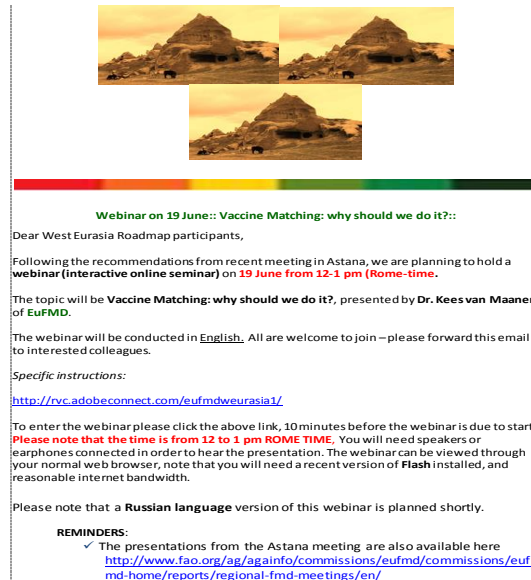 Webinar on 19 June:: Vaccine Matching: why should we do it?::
Dear West Eurasia Roadmap participants,
Following the recommendations from recent meeting in Astana, we are planning to hold a
webinar (interactive online seminar) on 19 June from 12-1 pm (Rome-time.
The topic will be Vaccine Matching: why should we do it?, presented by Dr. Kees van Maanen
of EuFMD.
The webinar will be conducted in English. All are welcome to join – please forward this email
to interested colleagues.
Specific instructions:
http://rvc.adobeconnect.com/eufmdweurasia1/
To enter the webinar please click the above link, 10 minutes before the webinar is due to start
Please note that the time is from 12 to 1 pm ROME TIME, You will need speakers or
earphones connected in order to hear the presentation. The webinar can be viewed through
your normal web browser, note that you will need a recent version of Flash installed, and
reasonable internet bandwidth.
Please note that a Russian language version of this webinar is planned shortly.
REMINDERS:
✓ The presentations from the Astana meeting are also available here
http://www.fao.org/ag/againfo/commissions/eufmd/commissions/euf
md-home/reports/regional-fmd-meetings/en/